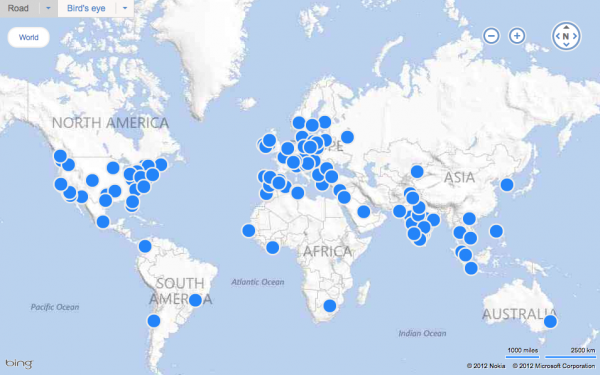 Road
Bird's eye
World
N
NORTH AMERICA
PE
ASIA
AFRICA
SOUTH
AMERICA
Atlantic Ocean
Pacific Ocean
Indian Ocean
AUSTRALIA
1000 miles
2500 km
bing
© 2012 Nokia
© 2012 Microsoft Corporation